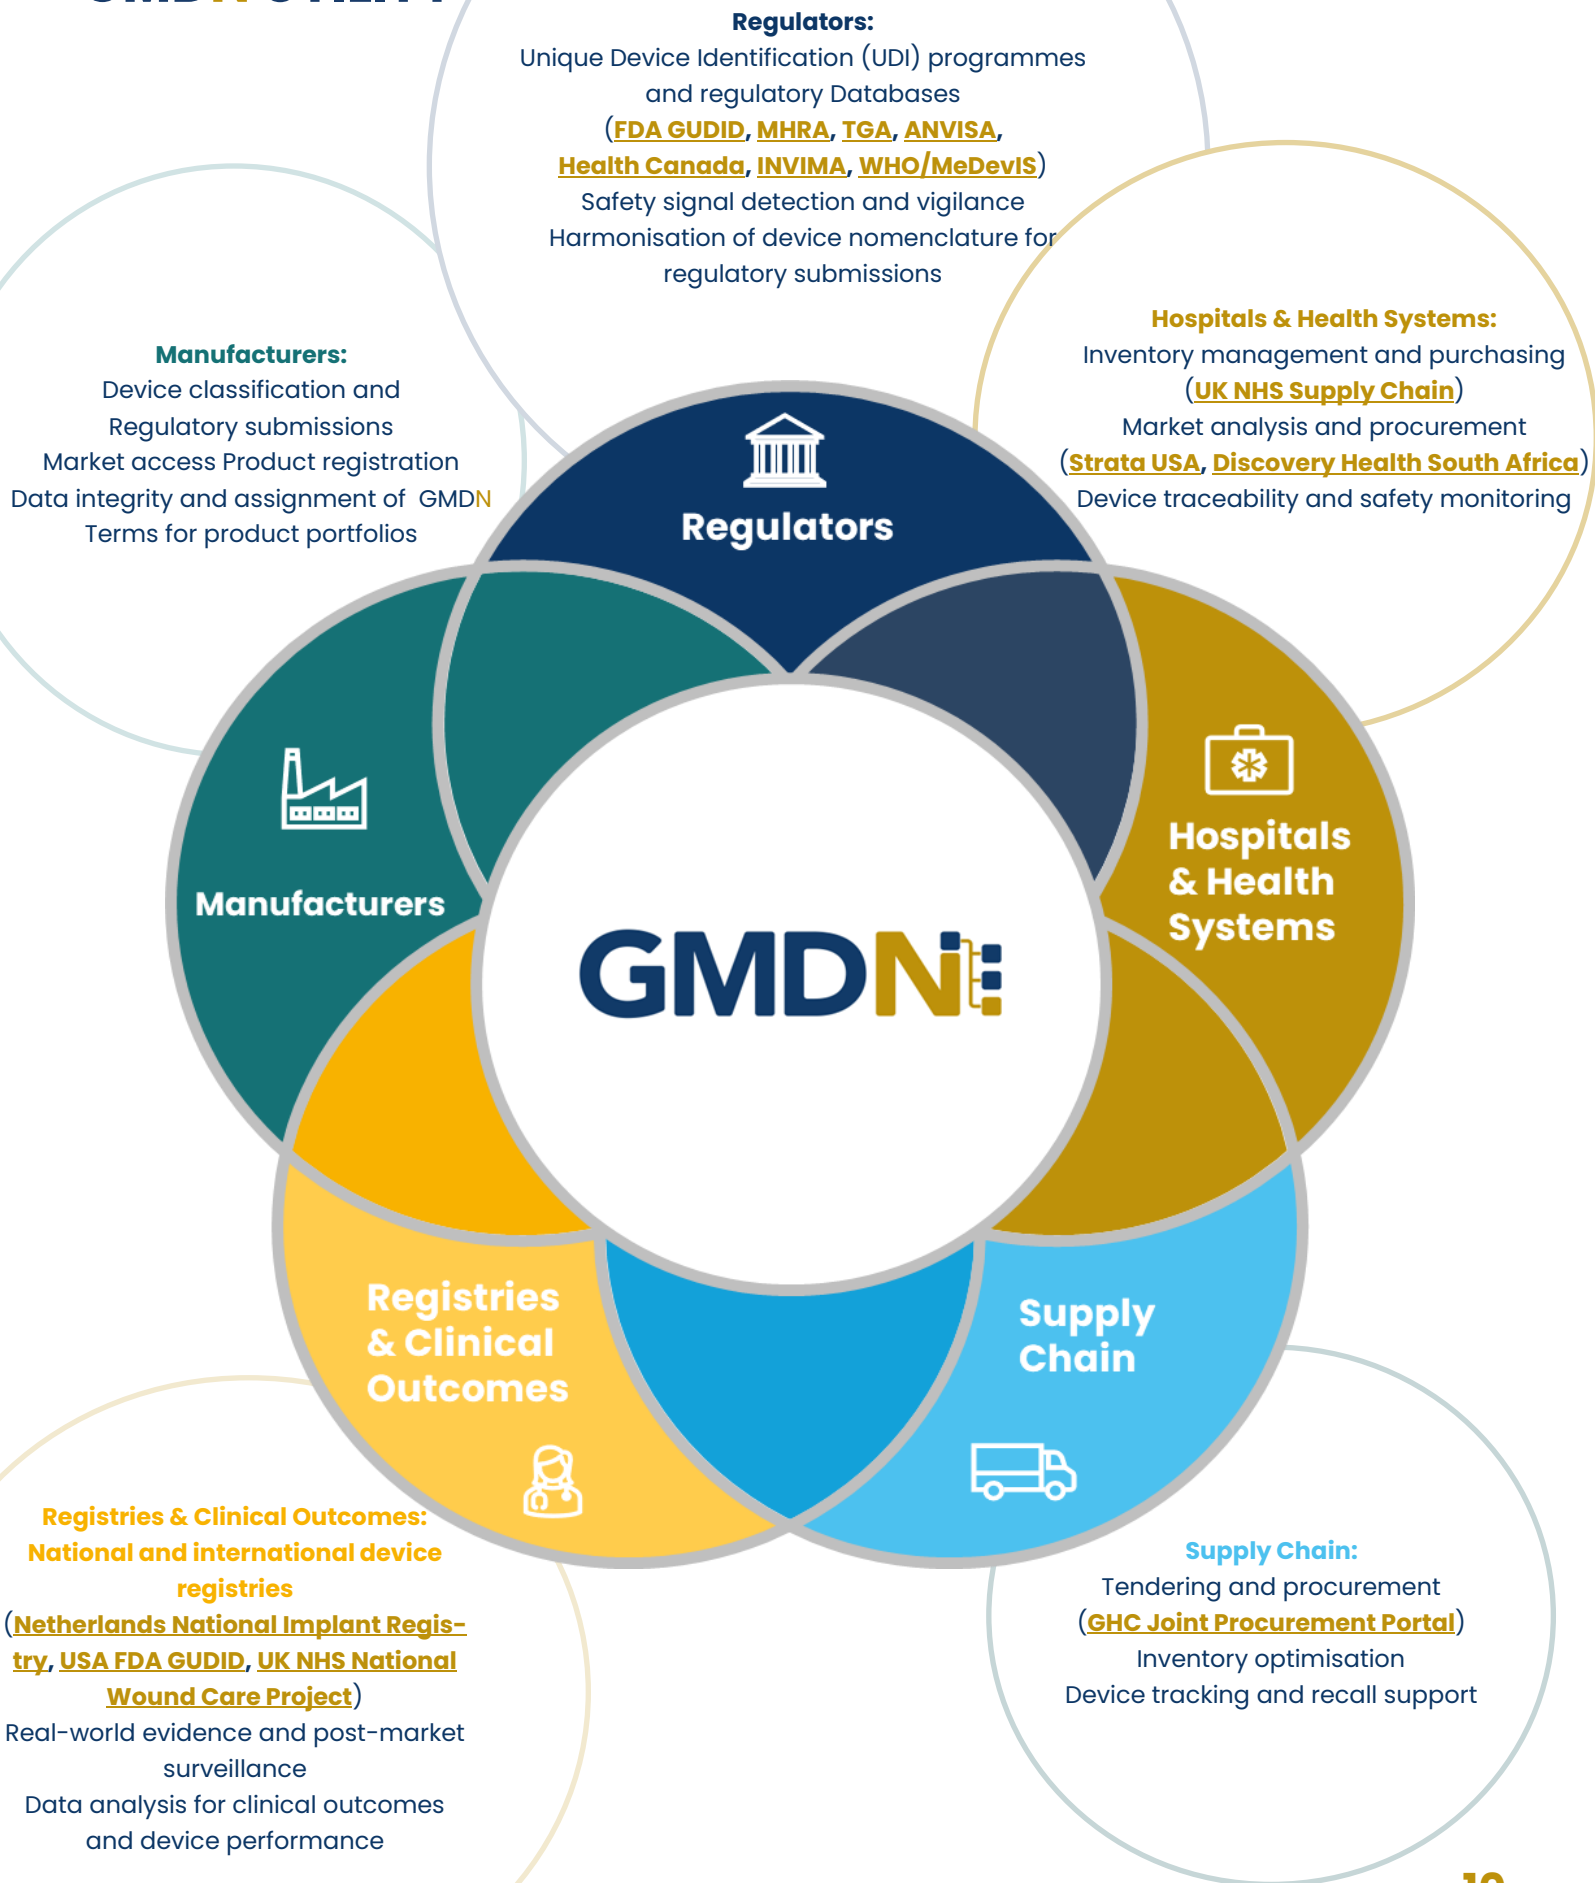 Regulators:
Unique Device Identification (UDI) programmes
and regulatory Databases
(FDA GUDID, MHRA, TGA, ANVISA,
Health Canada, INVIMA, WHO/MeDevIS)
Safety signal detection and vigilance
Harmonisation of device nomenclature for
regulatory submissions
Manufacturers:
Device classification and
Regulatory submissions
Market access Product registration
Data integrity and assignment of GMDN
Terms for product portfolios
Hospitals & Health Systems:
Inventory management and purchasing
(UK NHS Supply Chain)
Market analysis and procurement
(Strata USA, Discovery Health South Africa)
Device traceability and safety monitoring
Regulators
Manufacturers
Hospitals
& Health
Systems
GMDN
Registries
& Clinical
Outcomes
Supply
Chain
Registries & Clinical Outcomes:
National and international device
registries
(Netherlands National Implant Regis-
try, USA FDA GUDID, UK NHS National
Wound Care Project)
Real-world evidence and post-market
surveillance
Data analysis for clinical outcomes
and device performance
Supply Chain:
Tendering and procurement
(GHC Joint Procurement Portal)
Inventory optimisation
Device tracking and recall support